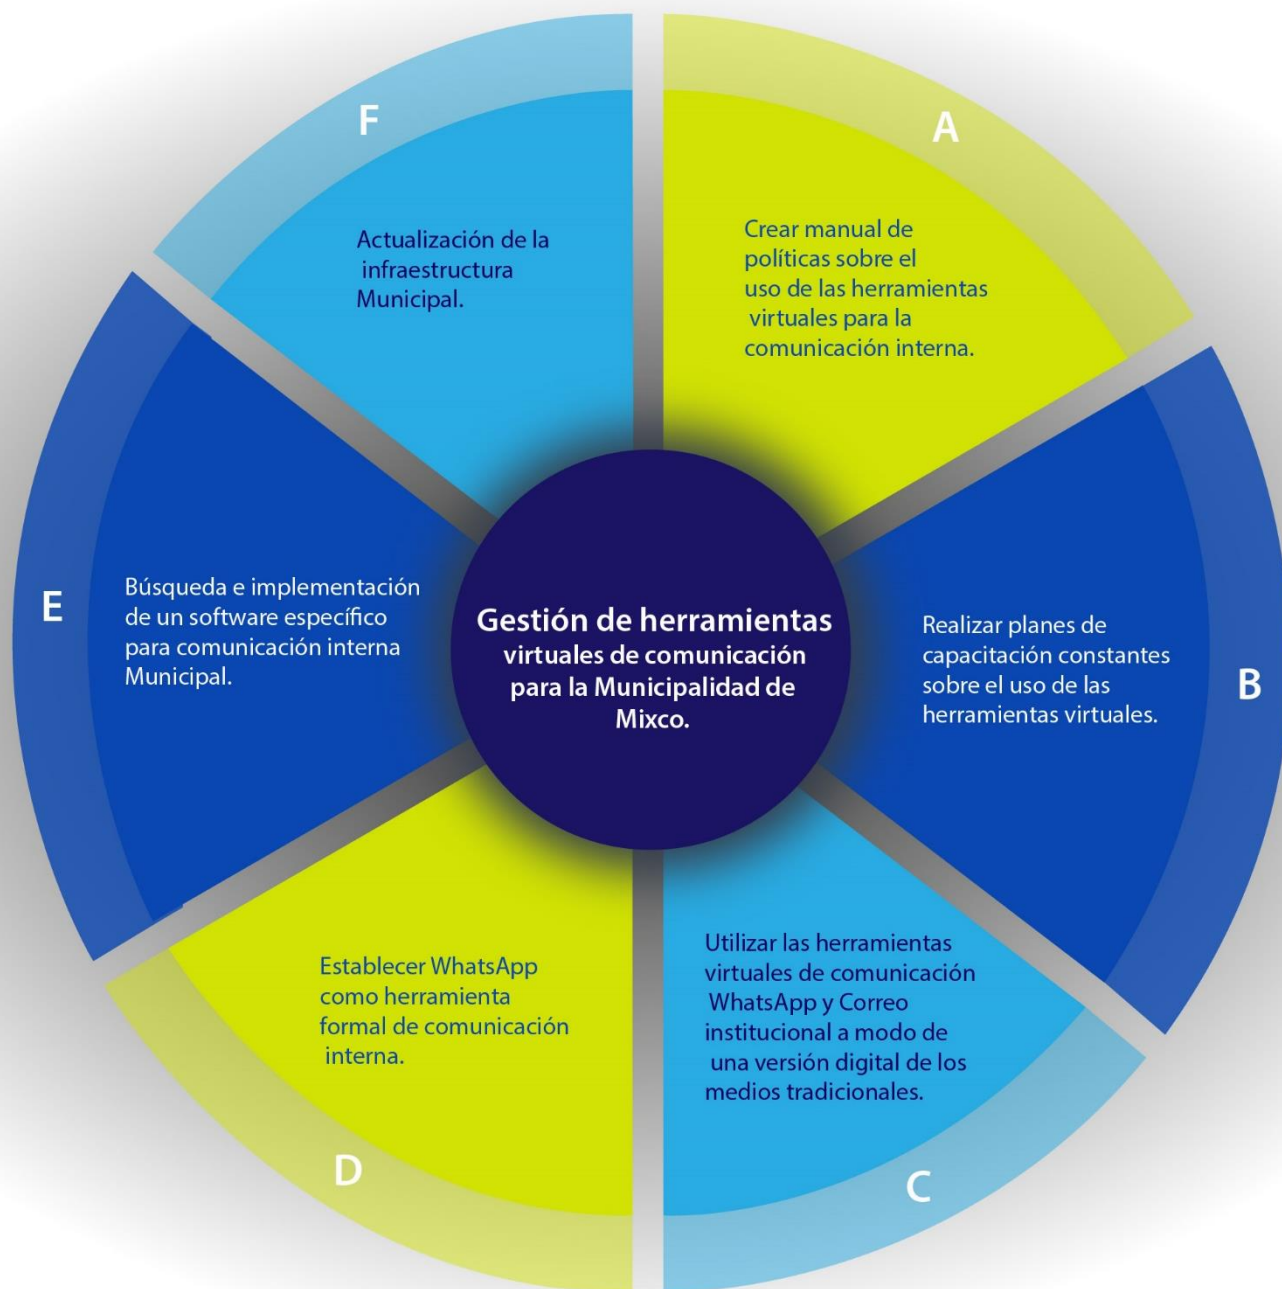 F
Actualización de la
infraestructura
Municipal.
A
Crear manual de
políticas sobre el
uso de las herramientas
virtuales para la
comunicación interna.
E
Búsqueda e implementación
de un software específico
para comunicación interna
Municipal.
Gestión de herramientas
virtuales de comunicación
para la Municipalidad de
Mixco.
Realizar planes de
capacitación constantes
sobre el uso de las
herramientas virtuales.
B
Establecer WhatsApp
como herramienta
formal de comunicación
interna.
D
Utilizar las herramientas
virtuales de comunicación
WhatsApp y Correo
institucional a modo de
una versión digital de los
medios tradicionales.
C